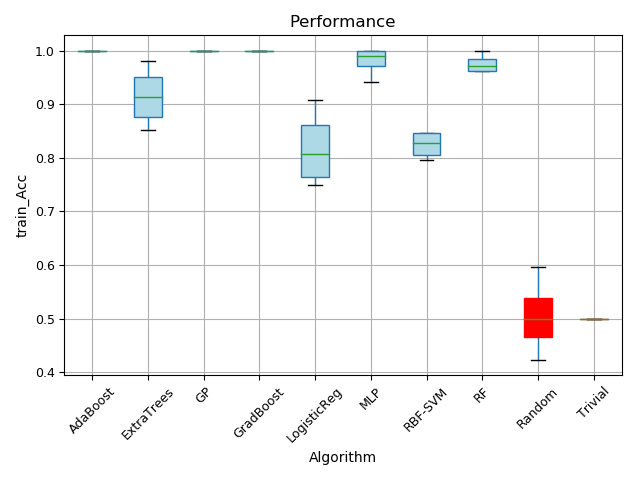 Performance
train_Acc
1.0
0.9
0.8
0.7
0.6
0.5
0.4
AdaBoost
ExtraTrees
GP
GradBoost
LogisticReg
MLP
RBF-SVM
RF
Random
Trivial
Algorithm